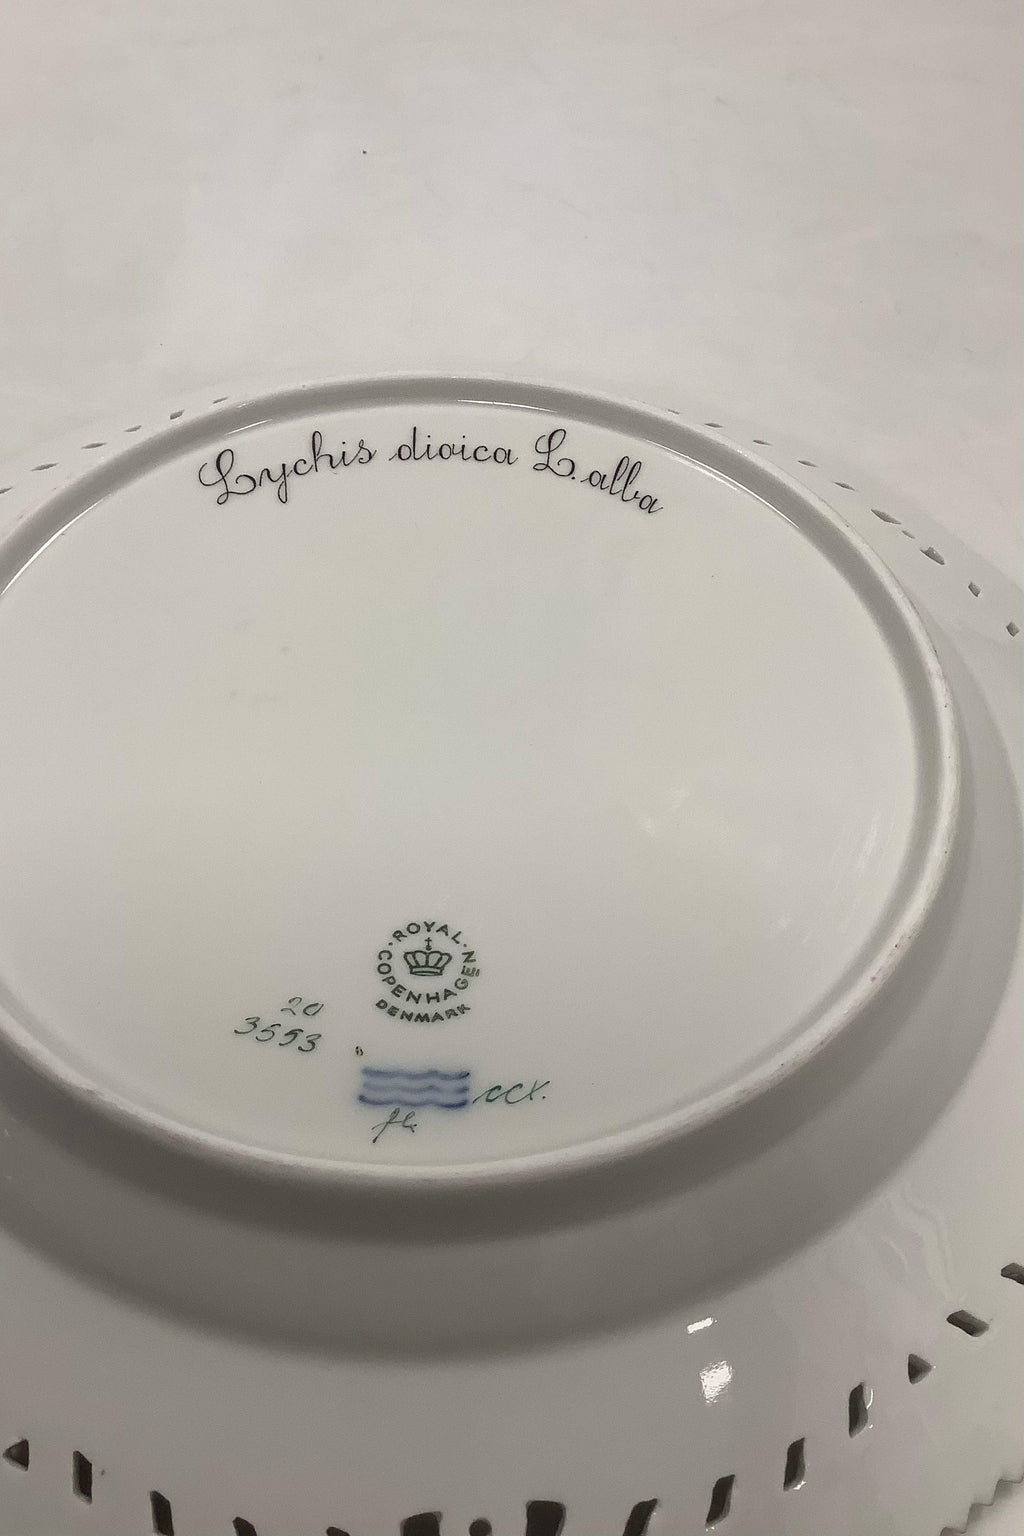 Lychis dioica L. alba
ROYAL COPENHAGEN
DENMARK
20
3553